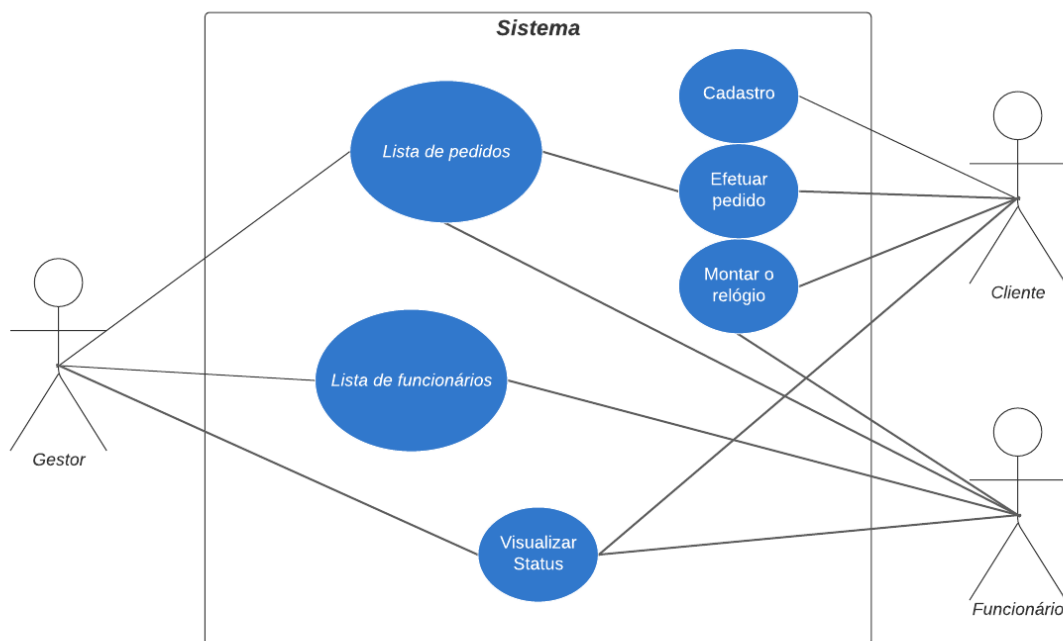 Sistema
Cadastro
Lista de pedidos
Efetuar
pedido
Montar o
relógio
Cliente
Lista de funcionários
Gestor
Visualizar
Status
Funcionário